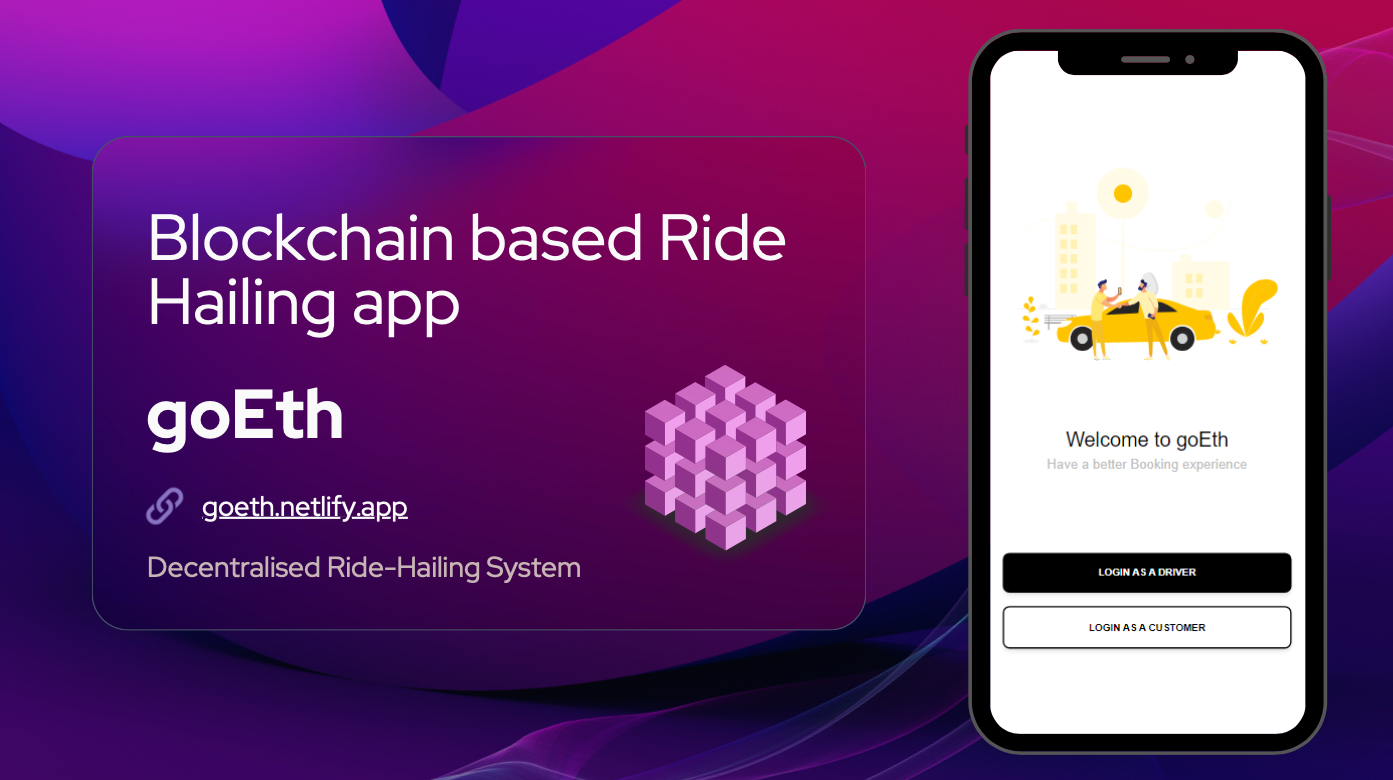 Blockchain based Ride
Hailing app
goEth
goeth.netlify.app
Decentralised Ride-Hailing System
Welcome to goEth
Have a better Booking experience
LOGIN AS A DRIVER
LOGIN AS A CUSTOMER